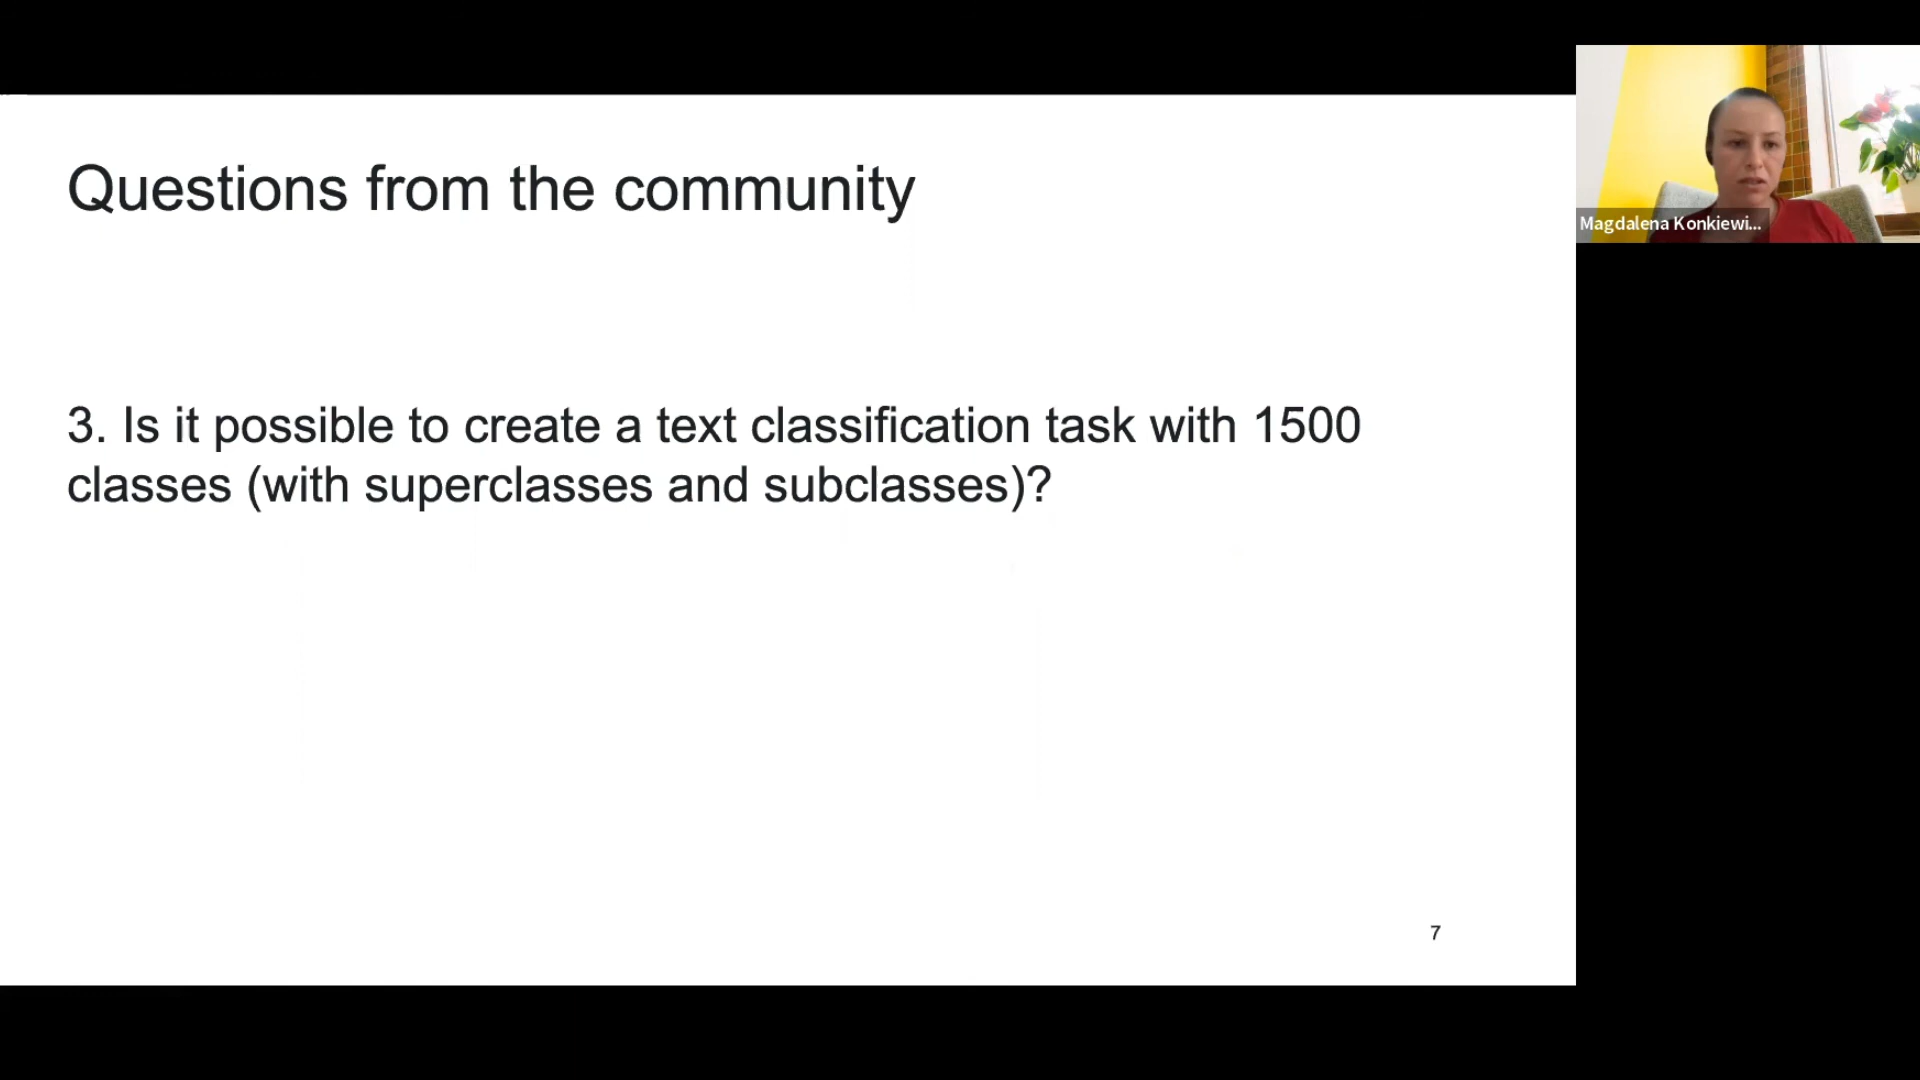 Questions from the community
Magdalena Konkiewi...
3. Is it possible to create a text classification task with 1500
classes (with superclasses and subclasses)?
7